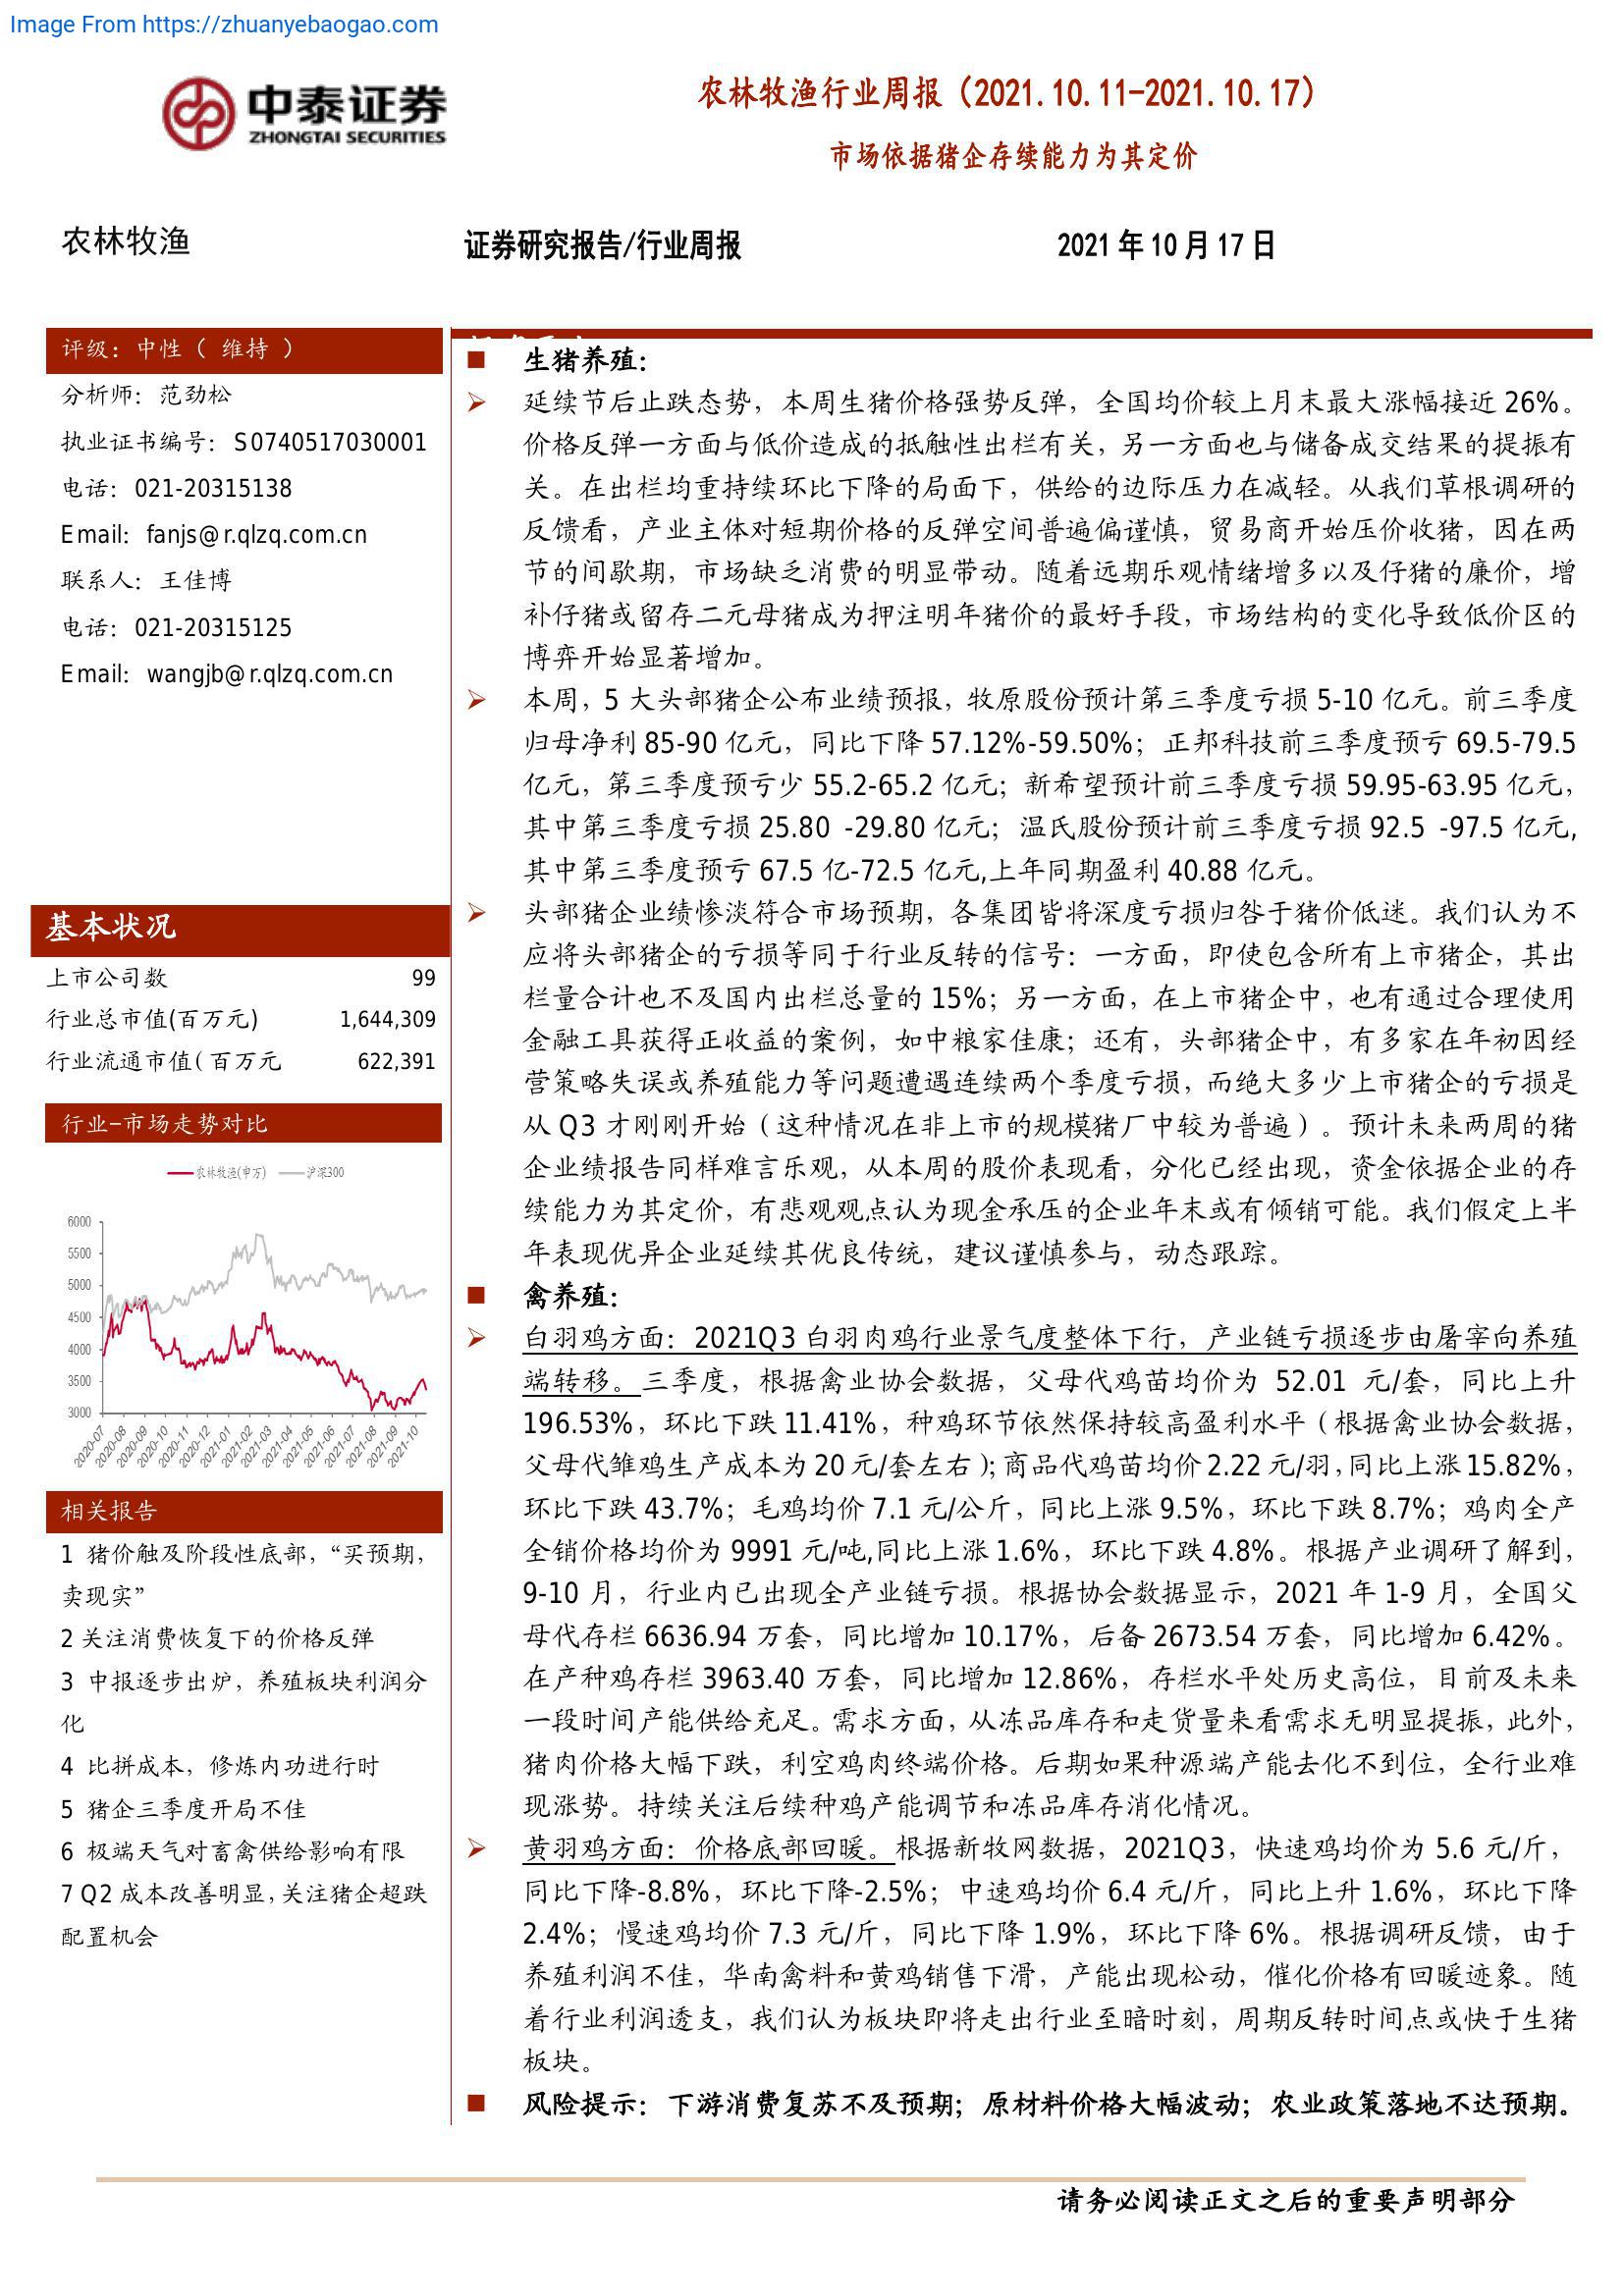 Image From https://zhuanyebaogao.com
中泰证券
ZHONGTAI SECURITIES
农林牧渔行业周报（2021.10.11-2021.10.17）
市场依据猪企存续能力为其定价
农林牧渔
证券研究报告/行业周报
2021 年 10 月 17 日
评级：中性（ 维持 ）
分析师：范劲松
执业证书编号：S0740517030001
电话：021-20315138
Email：fanjs@r.qlzq.com.cn
联系人：王佳博
电话：021-20315125
Email：wangjb@r.qlzq.com.cn
基本状况
上市公司数 99
行业总市值(百万元) 1,644,309
行业流通市值(百万元 622,391
行业-市场走势对比
农林牧渔(申万) 沪深300
6000
5500
5000
4500
4000
3500
3000
2020-07 2020-08 2020-09 2020-10 2020-11 2020-12 2021-01 2021-02 2021-03 2021-04 2021-05 2021-06 2021-07 2021-08 2021-09 2021-10
相关报告
1 猪价触及阶段性底部，“买预期，
卖现实”
2 关注消费恢复下的价格反弹
3 中报逐步出炉，养殖板块利润分
化
4 比拼成本，修炼内功进行时
5 猪企三季度开局不佳
6 极端天气对畜禽供给影响有限
7 Q2 成本改善明显，关注猪企超跌
配置机会
■ 生猪养殖：
➢ 延续节后止跌态势，本周生猪价格强势反弹，全国均价较上月末最大涨幅接近 26%。
价格反弹一方面与低价造成的抵触性出栏有关，另一方面也与储备成交结果的提振有
关。在出栏均重持续环比下降的局面下，供给的边际压力在减轻。从我们草根调研的
反馈看，产业主体对短期价格的反弹空间普遍偏谨慎，贸易商开始压价收猪，因在两
节的间歇期，市场缺乏消费的明显带动。随着远期乐观情绪增多以及仔猪的廉价，增
补仔猪或留存二元母猪成为押注明年猪价的最好手段，市场结构的变化导致低价区的
博弈开始显著增加。
➢ 本周，5 大头部猪企公布业绩预报，牧原股份预计第三季度亏损 5-10 亿元。前三季度
归母净利 85-90 亿元，同比下降 57.12%-59.50%；正邦科技前三季度预亏 69.5-79.5
亿元，第三季度预亏少 55.2-65.2 亿元；新希望预计前三季度亏损 59.95-63.95 亿元，
其中第三季度亏损 25.80 -29.80 亿元；温氏股份预计前三季度亏损 92.5 -97.5 亿元，
其中第三季度预亏 67.5 亿-72.5 亿元,上年同期盈利 40.88 亿元。
➢ 头部猪企业绩惨淡符合市场预期，各集团皆将深度亏损归咎于猪价低迷。我们认为不
应将头部猪企的亏损等同于行业反转的信号：一方面，即使包含所有上市猪企，其出
栏量合计也不及国内出栏总量的 15%；另一方面，在上市猪企中，也有通过合理使用
金融工具获得正收益的案例，如中粮家佳康；还有，头部猪企中，有多家在年初因经
营策略失误或养殖能力等问题遭遇连续两个季度亏损，而绝大多少上市猪企的亏损是
从 Q3 才刚刚开始（这种情况在非上市的规模猪厂中较为普遍）。预计未来两周的猪
企业绩报告同样难言乐观，从本周的股价表现看，分化已经出现，资金依据企业的存
续能力为其定价，有悲观观点认为现金承压的企业年末或有倾销可能。我们假定上半
年表现优异企业延续其优良传统，建议谨慎参与，动态跟踪。
■ 禽养殖：
➢ 白羽鸡方面：2021Q3 白羽肉鸡行业景气度整体下行，产业链亏损逐步由屠宰向养殖
端转移。三季度，根据禽业协会数据，父母代鸡苗均价为 52.01 元/套，同比上升
196.53%，环比下跌 11.41%，种鸡环节依然保持较高盈利水平（根据禽业协会数据，
父母代雏鸡生产成本为 20 元/套左右）；商品代鸡苗均价 2.22 元/羽，同比上涨 15.82%，
环比下跌 43.7%；毛鸡均价 7.1 元/公斤，同比上涨 9.5%，环比下跌 8.7%；鸡肉全产
全销价格均价为 9991 元/吨,同比上涨 1.6%，环比下跌 4.8%。根据产业调研了解到，
9-10 月，行业内已出现全产业链亏损。根据协会数据显示，2021 年 1-9 月，全国父
母代存栏 6636.94 万套，同比增加 10.17%，后备 2673.54 万套，同比增加 6.42%。
在产种鸡存栏 3963.40 万套，同比增加 12.86%，存栏水平处历史高位，目前及未来
一段时间产能供给充足。需求方面，从冻品库存和走货量来看需求无明显提振，此外，
猪肉价格大幅下跌，利空鸡肉终端价格。后期如果种源端产能去化不到位，全行业难
现涨势。持续关注后续种鸡产能调节和冻品库存消化情况。
➢ 黄羽鸡方面：价格底部回暖。根据新牧网数据，2021Q3，快速鸡均价为 5.6 元/斤，
同比下降-8.8%，环比下降-2.5%；中速鸡均价 6.4 元/斤，同比上升 1.6%，环比下降
2.4%；慢速鸡均价 7.3 元/斤，同比下降 1.9%，环比下降 6%。根据调研反馈，由于
养殖利润不佳，华南禽料和黄鸡销售下滑，产能出现松动，催化价格有回暖迹象。随
着行业利润透支，我们认为板块即将走出行业至暗时刻，周期反转时间点或快于生猪
板块。
■ 风险提示：下游消费复苏不及预期；原材料价格大幅波动；农业政策落地不达预期。
请务必阅读正文之后的重要声明部分